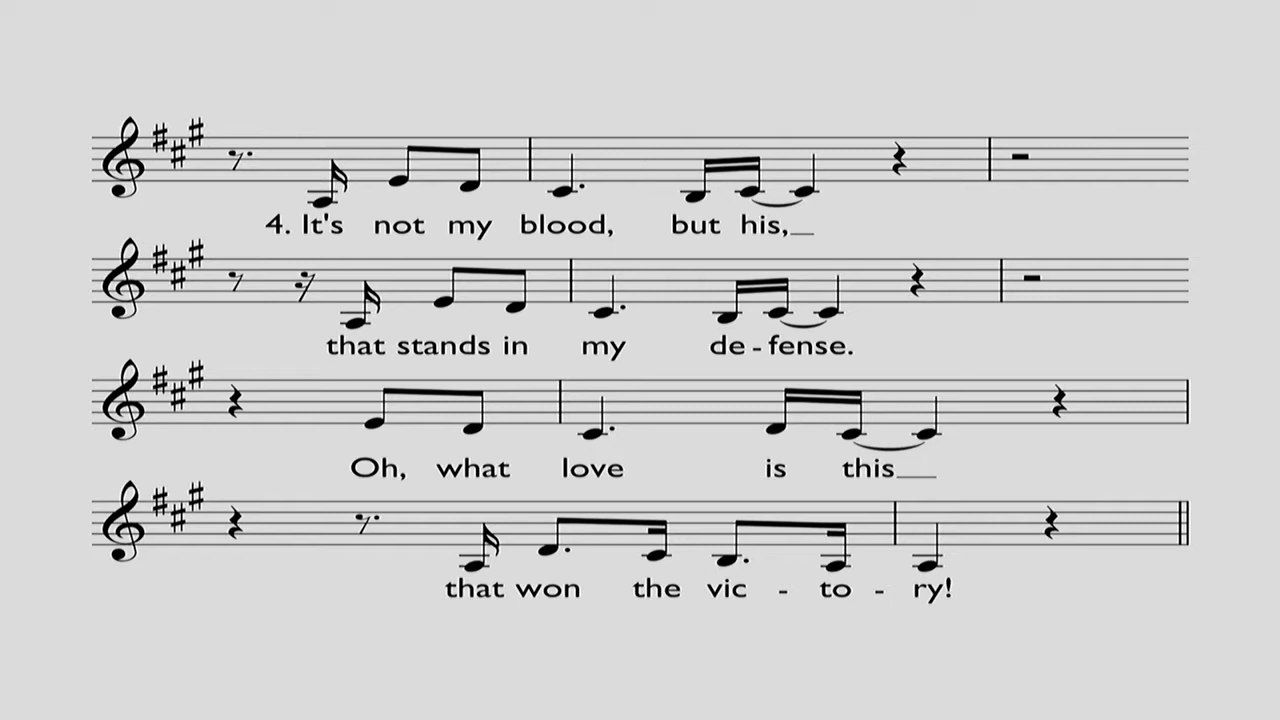 4. It's not my blood, but his,
that stands in my de - fense.
Oh, what love is this
that won the vic - to - ry!